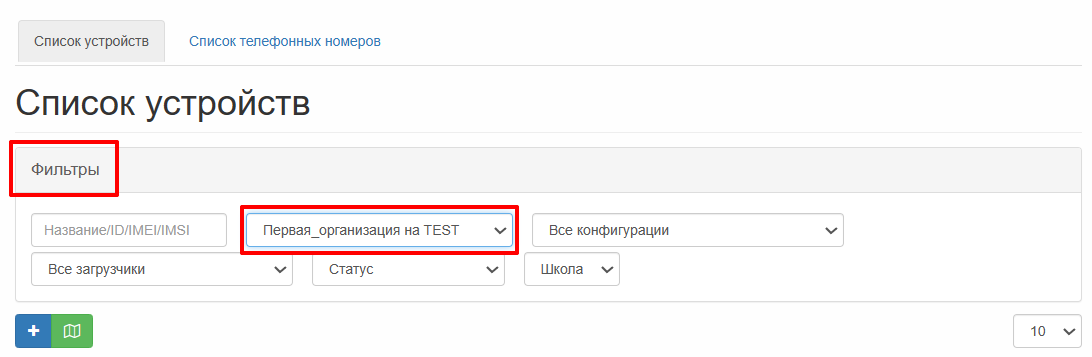 Список устройств Список телефонных номеров
Список устройств
Фильтры
Название/ID/IMEI/IMSI Первая_организация на TEST Все конфигурации
Все загрузчики Статус Школа
10